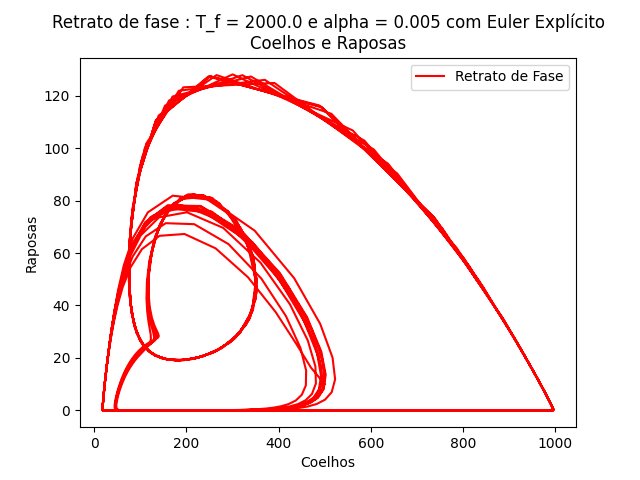 Retrato de fase : T_f = 2000.0 e alpha = 0.005 com Euler Explícito
Coelhos e Raposas
Retrato de Fase
120
100
80
60
40
20
0
Raposas
0
200
400
600
800
1000
Coelhos